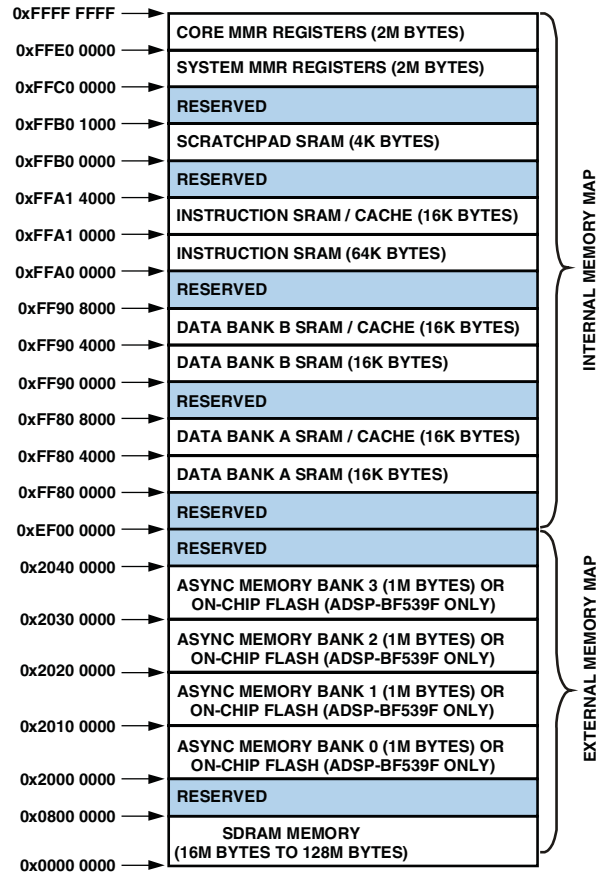 0xFFFF FFFF
CORE MMR REGISTERS (2M BYTES)
0xFFE0 0000
SYSTEM MMR REGISTERS (2M BYTES)
0xFFC0 0000
RESERVED
0xFFB0 1000
SCRATCHPAD SRAM (4K BYTES)
0xFFB0 0000
RESERVED
0xFFA1 4000
INSTRUCTION SRAM / CACHE (16K BYTES)
0xFFA1 0000
INSTRUCTION SRAM (64K BYTES)
0xFFA0 0000
RESERVED
0xFF90 8000
DATA BANK B SRAM / CACHE (16K BYTES)
0xFF90 4000
DATA BANK B SRAM (16K BYTES)
0xFF90 0000
RESERVED
0xFF80 8000
DATA BANK A SRAM / CACHE (16K BYTES)
0xFF80 4000
DATA BANK A SRAM (16K BYTES)
0xFF80 0000
RESERVED
0xEF00 0000
RESERVED
0x2040 0000
ASYNC MEMORY BANK 3 (1M BYTES) OR
ON-CHIP FLASH (ADSP-BF539F ONLY)
0x2030 0000
ASYNC MEMORY BANK 2 (1M BYTES) OR
ON-CHIP FLASH (ADSP-BF539F ONLY)
0x2020 0000
ASYNC MEMORY BANK 1 (1M BYTES) OR
ON-CHIP FLASH (ADSP-BF539F ONLY)
0x2010 0000
ASYNC MEMORY BANK 0 (1M BYTES) OR
ON-CHIP FLASH (ADSP-BF539F ONLY)
0x2000 0000
RESERVED
0x0800 0000
SDRAM MEMORY
(16M BYTES TO 128M BYTES)
0x0000 0000
INTERNAL MEMORY MAP
EXTERNAL MEMORY MAP